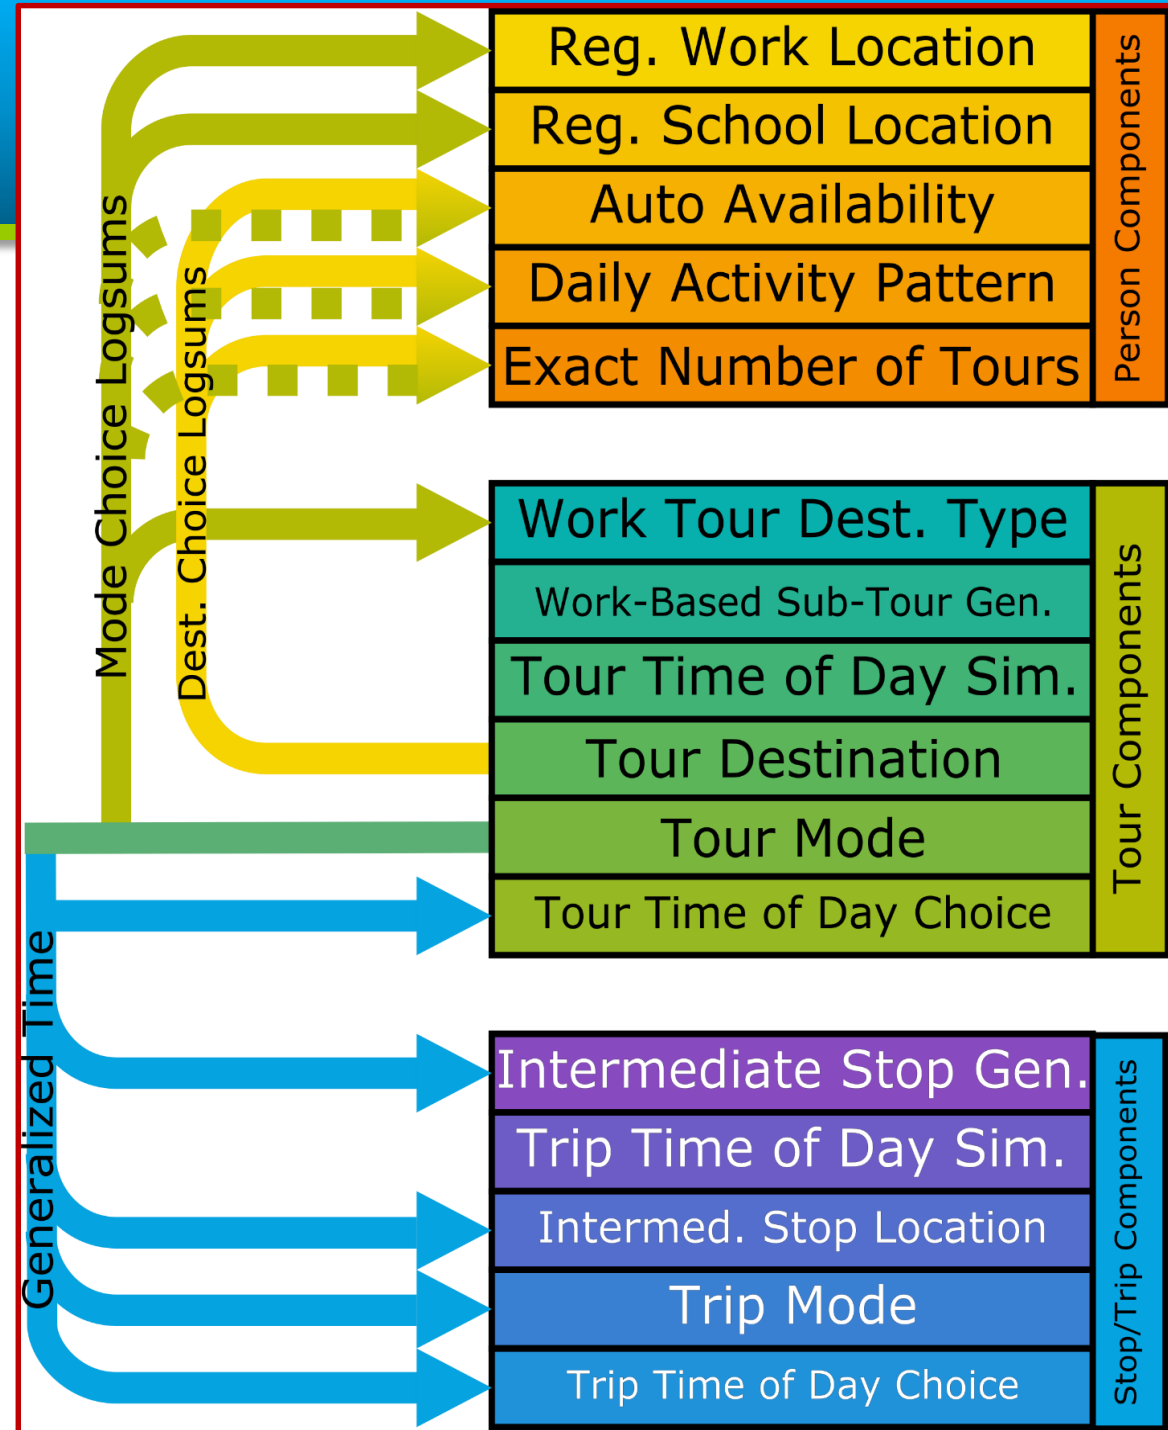 Reg. Work Location
Reg. School Location
Auto Availability
Daily Activity Pattern
Exact Number of Tours
Person Components
Mode Choice Logsums
Dest. Choice Logsums
Work Tour Dest. Type
Work-Based Sub-Tour Gen.
Tour Time of Day Sim.
Tour Destination
Tour Mode
Tour Time of Day Choice
Tour Components
Generalized Time
Intermediate Stop Gen.
Trip Time of Day Sim.
Intermed. Stop Location
Trip Mode
Trip Time of Day Choice
Stop/Trip Components